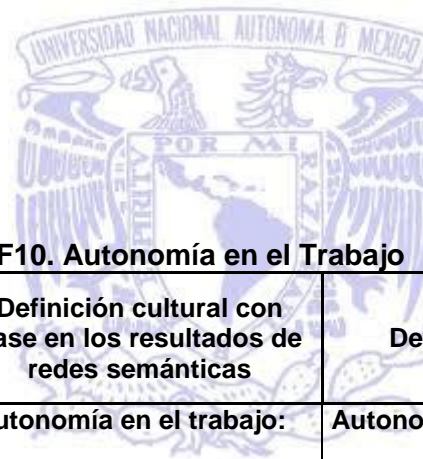 UNIVERSIDAD NACIONAL AUTONOMA D MEXICO
POR MI RAZA
ESPIRITU
F10. Autonomía en el Trabajo
Definición cultural con
ase en los resultados de
redes semánticas
De
utonomía en el trabajo:
Autono